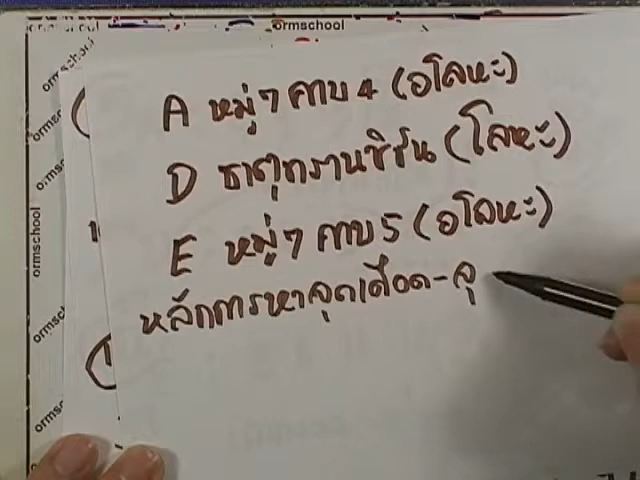 ormschool
ormschool
A หมู่ 7 คาบ 4 (อโลหะ)
D ธาตุทรานซิชัน (โลหะ)
E หมู่ 7 คาบ 5 (อโลหะ)
หลักการหาจุดเดือด-จุ
ormschool